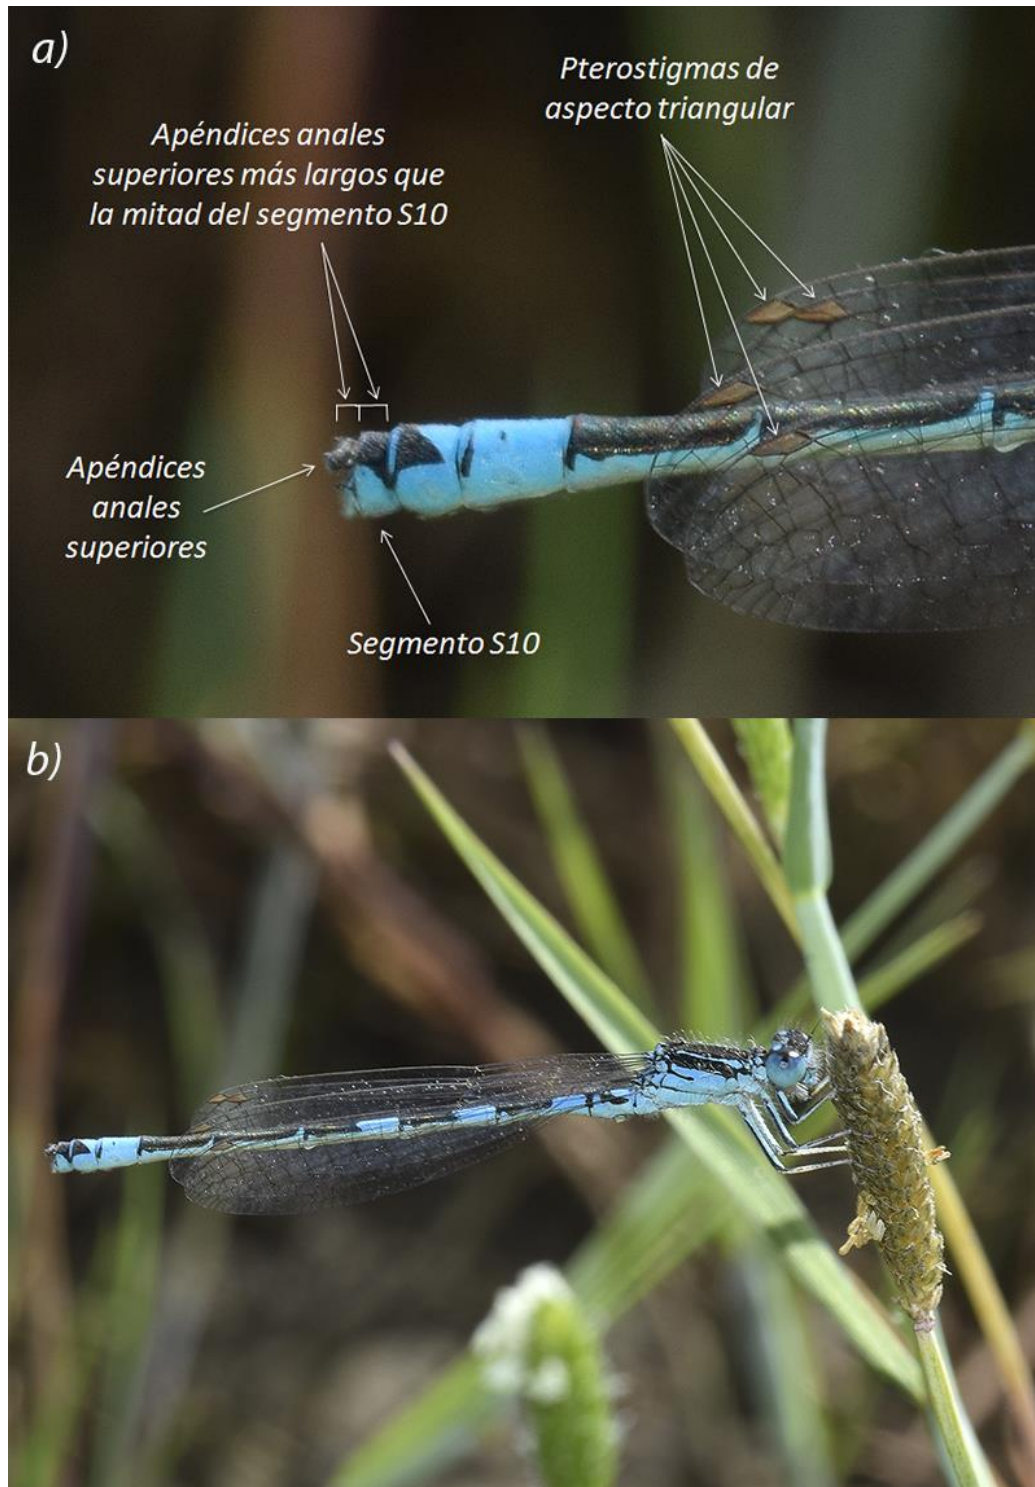 a)
Pterostigmas de
aspecto triangular
Apéndices anales
superiores más largos que
la mitad del segmento S10
Apéndices
anales
superiores
Segmento S10
b)